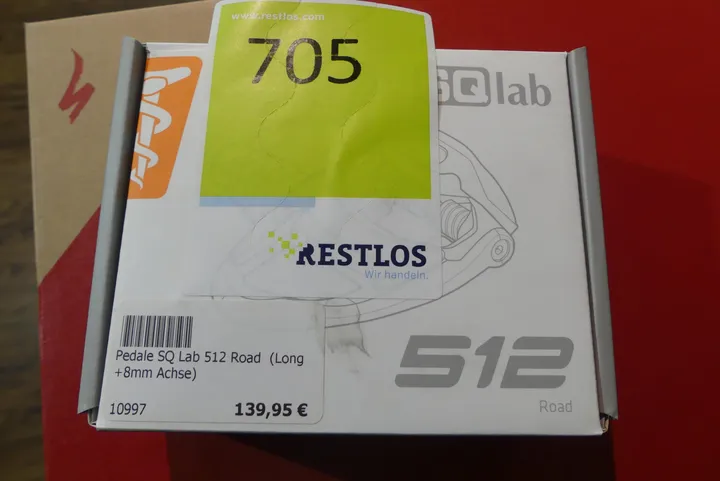 www.restlos.com
705
SQlab
RESTLOS
Wir handeln.
Pedale SQ Lab 512 Road (Long
+8mm Achse)
10997 139,95 €
512
Road